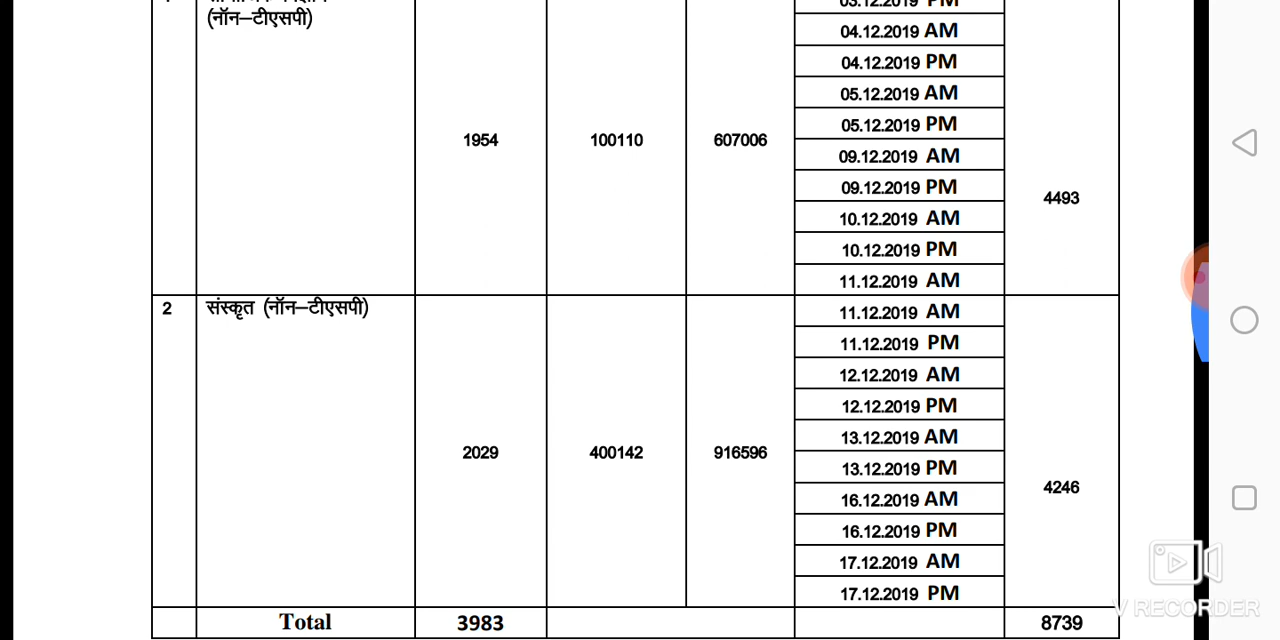 03.12.2019 PM
(नॉन–टीएसपी)
04.12.2019 AM
04.12.2019 PM
05.12.2019 AM
05.12.2019 PM
1954 100110 607006
09.12.2019 AM
09.12.2019 PM
4493
10.12.2019 AM
10.12.2019 PM
11.12.2019 AM
2 संस्कृत (नॉन–टीएसपी) 11.12.2019 AM
11.12.2019 PM
12.12.2019 AM
12.12.2019 PM
13.12.2019 AM
2029 400142 916596
13.12.2019 PM
4246
16.12.2019 AM
16.12.2019 PM
17.12.2019 AM
17.12.2019 PM
Total 3983 8739
V RECORDER